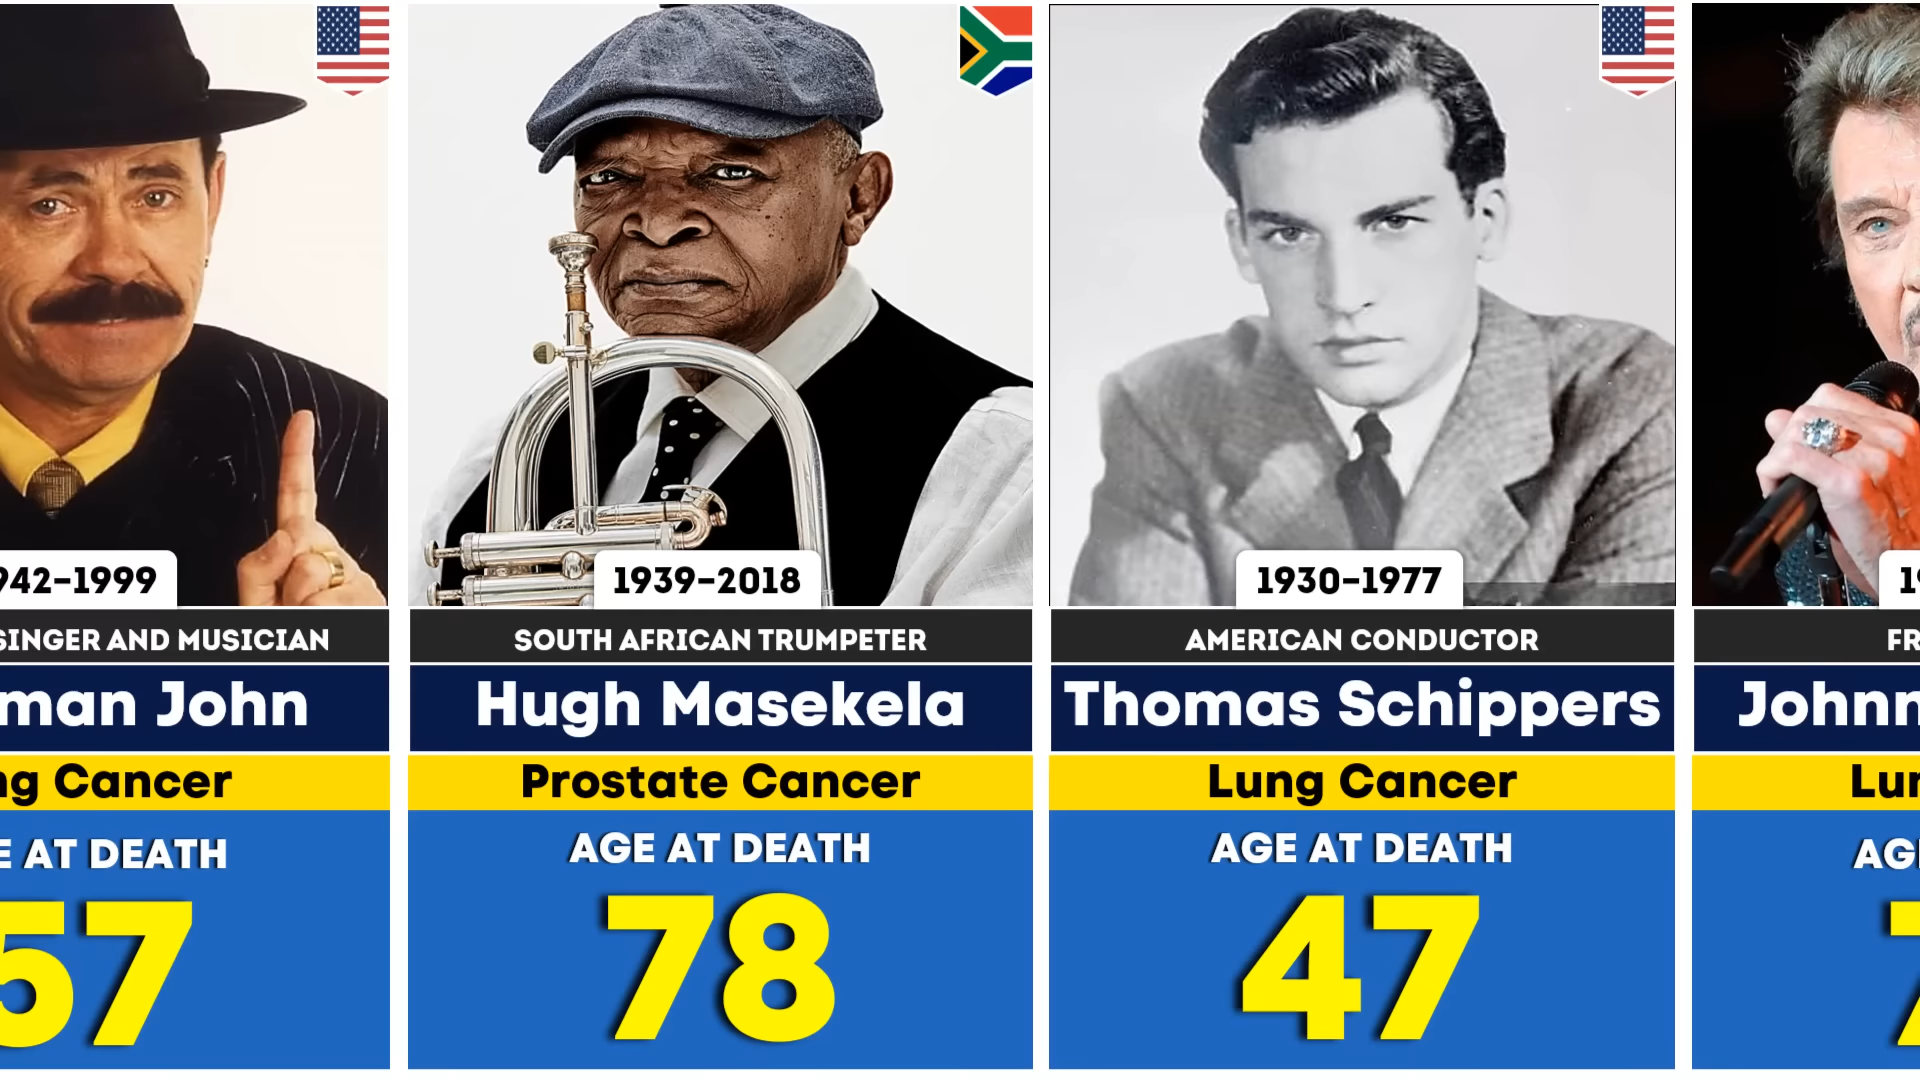 942–1999
SINGER AND MUSICIAN
man John
ng Cancer
E AT DEATH
57
1939–2018
SOUTH AFRICAN TRUMPETER
Hugh Masekela
Prostate Cancer
AGE AT DEATH
78
1930–1977
AMERICAN CONDUCTOR
Thomas Schippers
Lung Cancer
AGE AT DEATH
47
19
FR
Johnn
Lun
AG
7